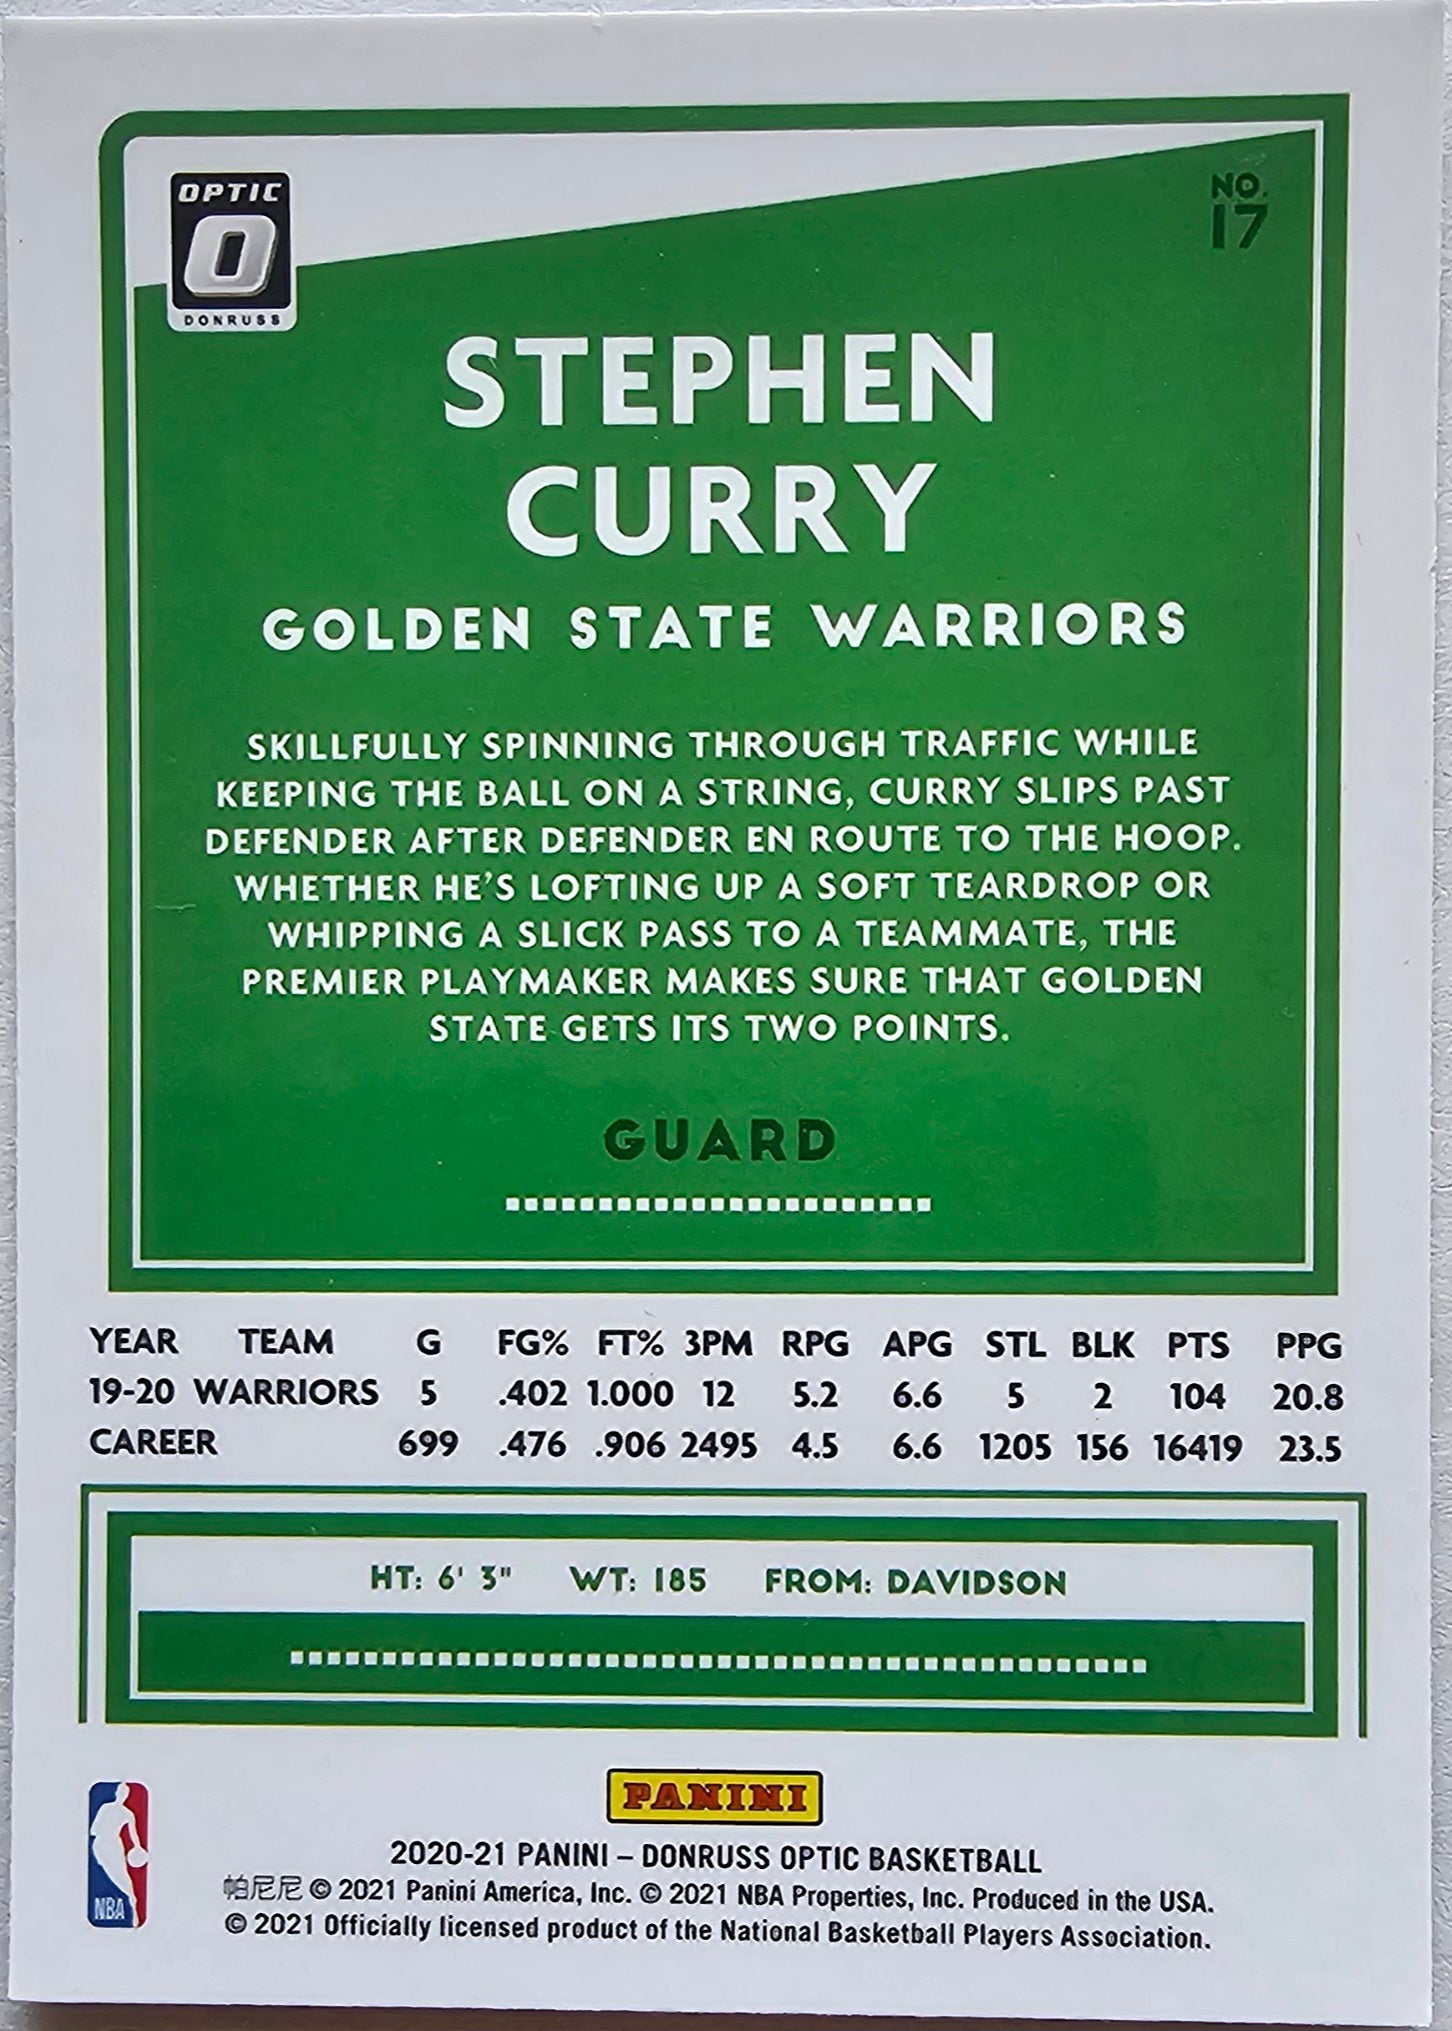 OPTIC
O
DONRUSS
NO.
17
STEPHEN
CURRY
GOLDEN STATE WARRIORS
SKILLFULLY SPINNING THROUGH TRAFFIC WHILE
KEEPING THE BALL ON A STRING, CURRY SLIPS PAST
DEFENDER AFTER DEFENDER EN ROUTE TO THE HOOP.
WHETHER HE'S LOFTING UP A SOFT TEARDROP OR
WHIPPING A SLICK PASS TO A TEAMMATE, THE
PREMIER PLAYMAKER MAKES SURE THAT GOLDEN
STATE GETS ITS TWO POINTS.
GUARD
YEAR TEAM G FG% FT% 3PM RPG APG STL BLK PTS PPG
19-20 WARRIORS 5 .402 1.000 12 5.2 6.6 5 2 104 20.8
CAREER 699 .476 .906 2495 4.5 6.6 1205 156 16419 23.5
HT: 6' 3" WT: 185 FROM: DAVIDSON
PANINI
NBA
2020-21 PANINI – DONRUSS OPTIC BASKETBALL
帕尼尼 © 2021 Panini America, Inc. © 2021 NBA Properties, Inc. Produced in the USA.
© 2021 Officially licensed product of the National Basketball Players Association.